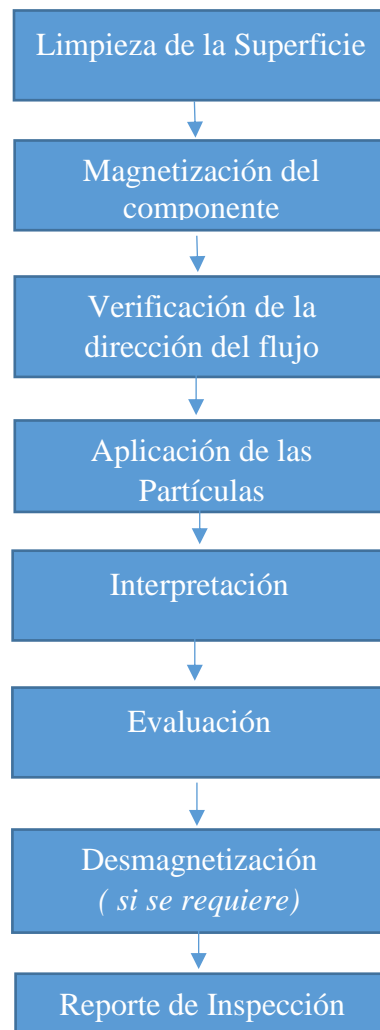 Limpieza de la Superficie
Magnetización del
componente
Verificación de la
dirección del flujo
Aplicación de las
Partículas
Interpretación
Evaluación
Desmagnetización
( si se requiere)
Reporte de Inspección